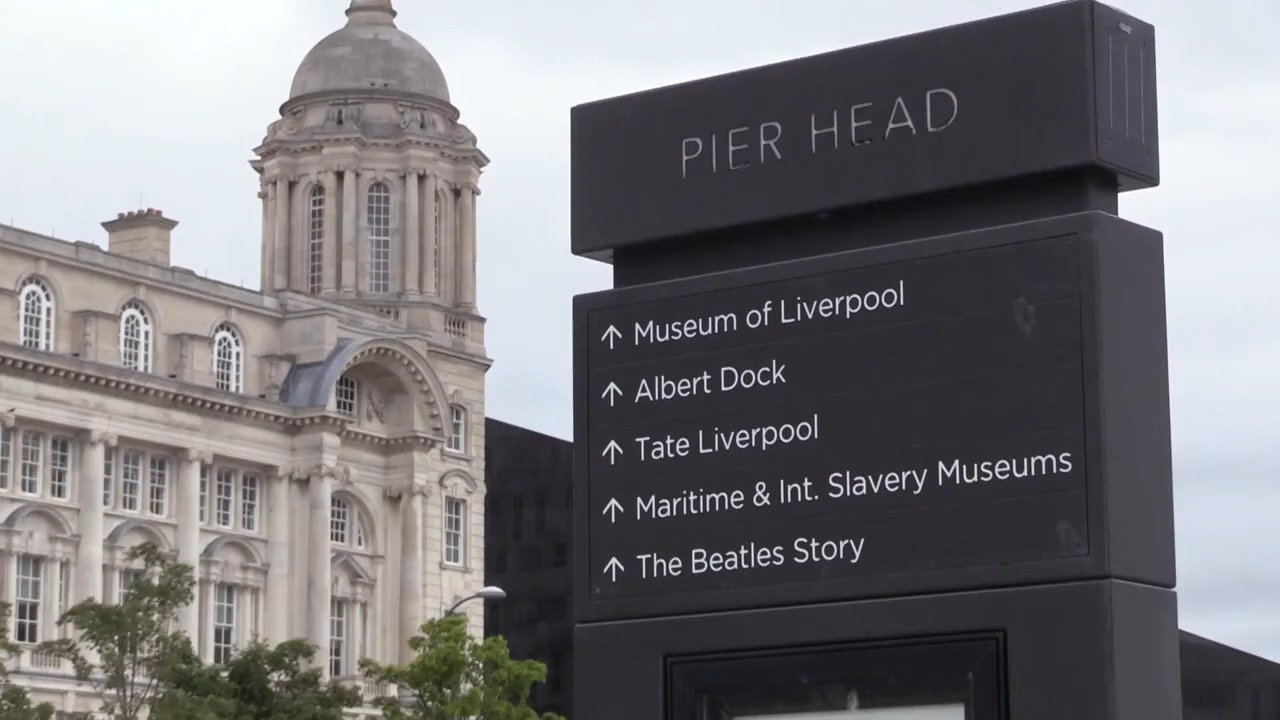 PIER HEAD
↑ Museum of Liverpool
↑ Albert Dock
↑ Tate Liverpool
↑ Maritime & Int. Slavery Museums
↑ The Beatles Story